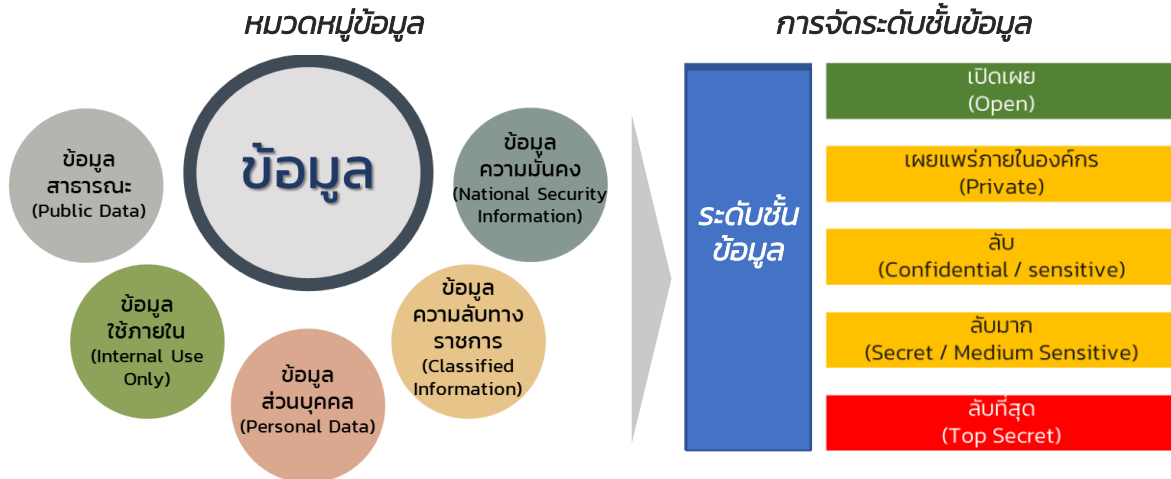 หมวดหมู่ข้อมูล
ข้อมูล
ข้อมูล
สาธารณะ
(Public Data)
ข้อมูล
ใช้ภายใน
(Internal Use
Only)
ข้อมูล
ส่วนบุคคล
(Personal Data)
ข้อมูล
ความลับทาง
ราชการ
(Classified
Information)
ข้อมูล
ความมั่นคง
(National Security
Information)
การจัดระดับชั้นข้อมูล
ระดับชั้น
ข้อมูล
เปิดเผย
(Open)
เผยแพร่ภายในองค์กร
(Private)
ลับ
(Confidential / sensitive)
ลับมาก
(Secret / Medium Sensitive)
ลับที่สุด
(Top Secret)